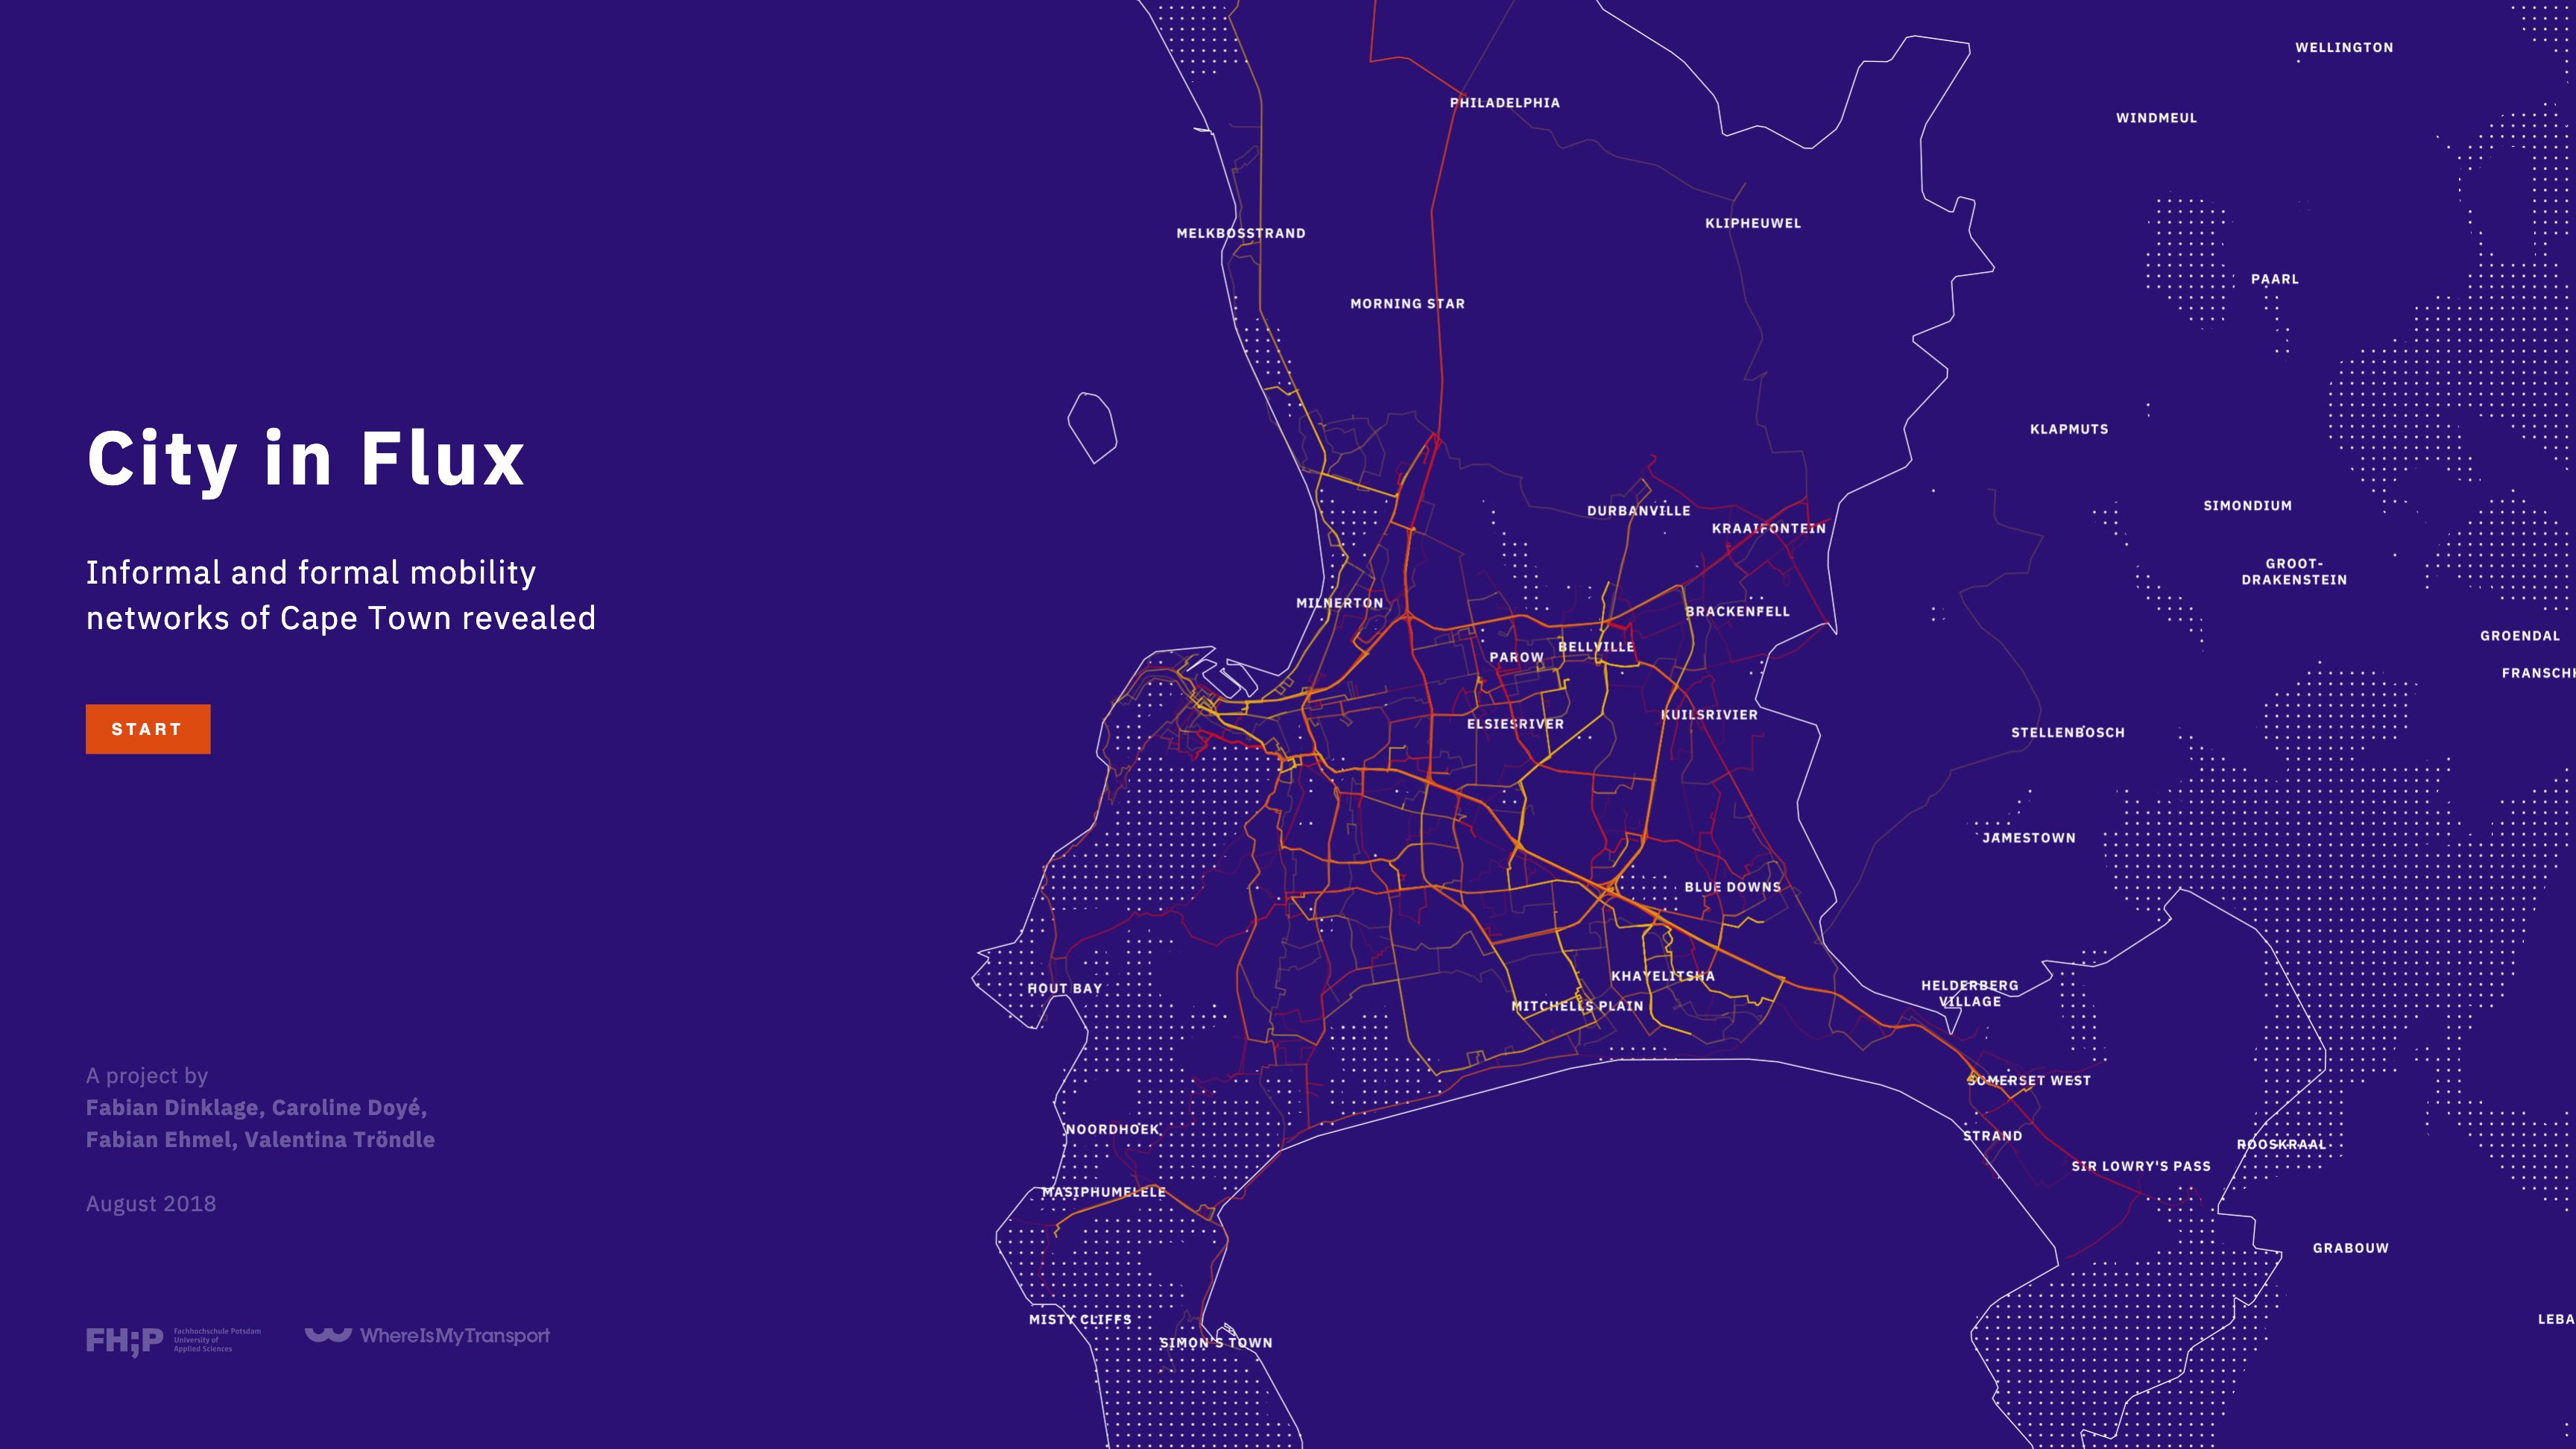 City in Flux
Informal and formal mobility
networks of Cape Town revealed
START
A project by
Fabian Dinklage, Caroline Doyé,
Fabian Ehmel, Valentina Tröndle
August 2018
FH;P
Fachhochschule Potsdam
University of
Applied Sciences
WhereIsMyTransport
WELLINGTON
PHILADELPHIA
WINDMEUL
KLIPHEUWEL
MELKBOSSTRAND
PAARL
MORNING STAR
KLAPMUTS
SIMONDIUM
DURBANVILLE
KRAAIFONTEIN
GROOT-
DRAKENSTEIN
MILNERTON
BRACKENFELL
GROENDAL
BELLVILLE
PAROW
FRANSCHH
KUILSRIVIER
ELSIESRIVER
STELLENBOSCH
JAMESTOWN
BLUE DOWNS
KHAYELITSHA
HOUT BAY
HELDERBERG
VILLAGE
MITCHELLS PLAIN
SOMERSET WEST
NOORDHOEK
STRAND
ROOSKRAAL
SIR LOWRY'S PASS
MASIPHUMELELE
GRABOUW
MISTY CLIFFS
LEBA
SIMON'S TOWN